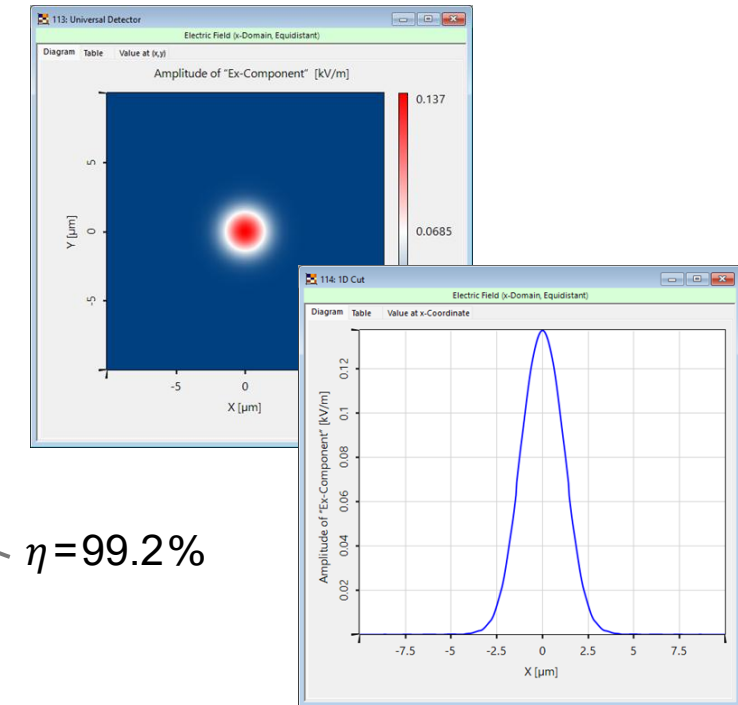 113: Universal Detector
Electric Field (x-Domain, Equidistant)
Diagram Table Value at (x,y)
Amplitude of "Ex-Component" [kV/m]
0.137
0.0685
5
0
-5
Y [µm]
-5 0
X [µm]
114: 1D Cut
Electric Field (x-Domain, Equidistant)
Diagram Table Value at x-Coordinate
0.12
0.1
0.08
0.06
0.04
0.02
Amplitude of "Ex-Component" [kV/m]
-7.5 -5 -2.5 0 2.5 5 7.5
X [µm]
η=99.2%